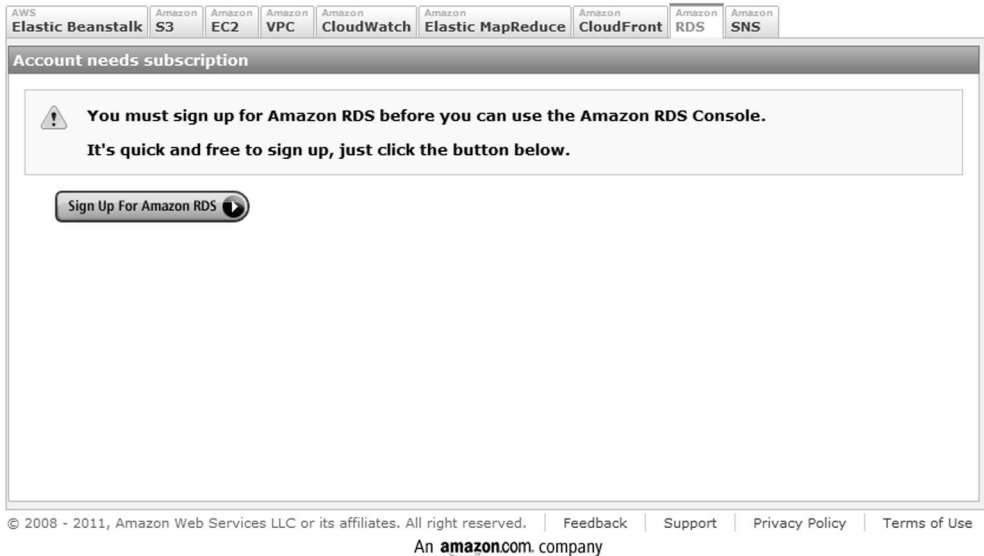 AWS Amazon Amazon Amazon Amazon Amazon Amazon Amazon Amazon
Elastic Beanstalk S3 EC2 VPC CloudWatch Elastic MapReduce CloudFront RDS SNS
Account needs subscription
You must sign up for Amazon RDS before you can use the Amazon RDS Console.
It's quick and free to sign up, just click the button below.
Sign Up For Amazon RDS
© 2008 - 2011, Amazon Web Services LLC or its affiliates. All right reserved. Feedback Support Privacy Policy Terms of Use
An amazon.com. company